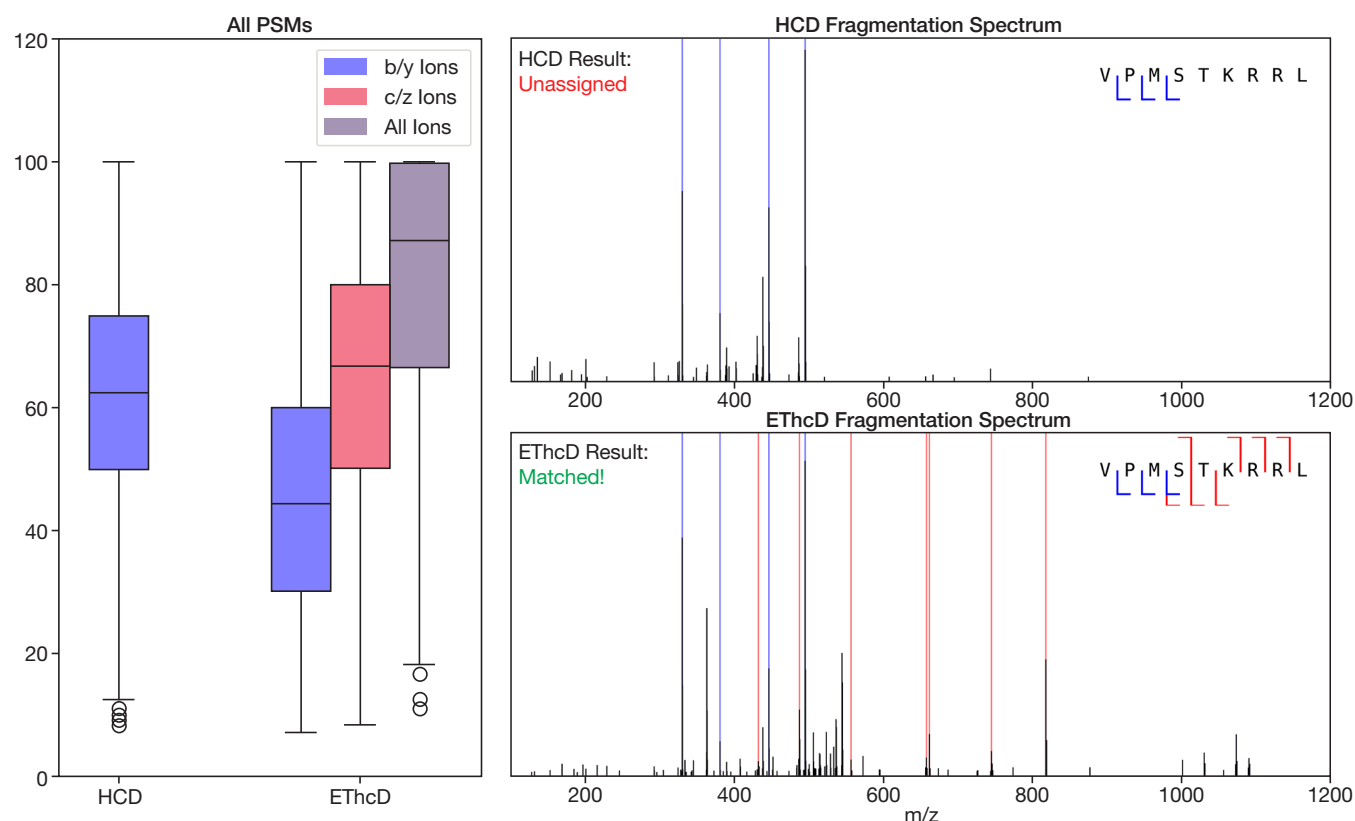 All PSMs
120
100
80
60
40
20
0
b/y Ions
c/z Ions
All Ions
HCD
EThcD
HCD Fragmentation Spectrum
HCD Result:
Unassigned
V P M S T K R R L
200 400 600 800 1000 1200
EThcD Fragmentation Spectrum
EThcD Result:
Matched!
V P M S T K R R L
200 400 600 800 1000 1200
m/z